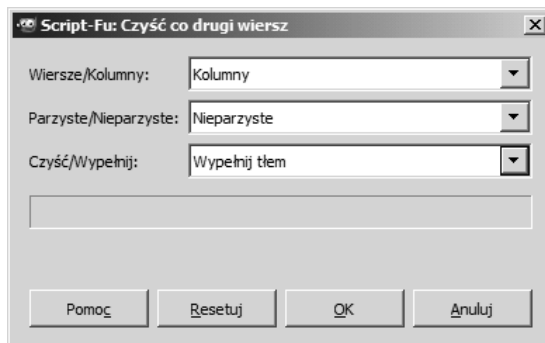 Script-Fu: Czyść co drugi wiersz
Wiersze/Kolumny: Kolumny
Parzyste/Nieparzyste: Nieparzyste
Czyść/Wypełnij: Wypełnij tłem
Pomoc Resetuj OK Anuluj